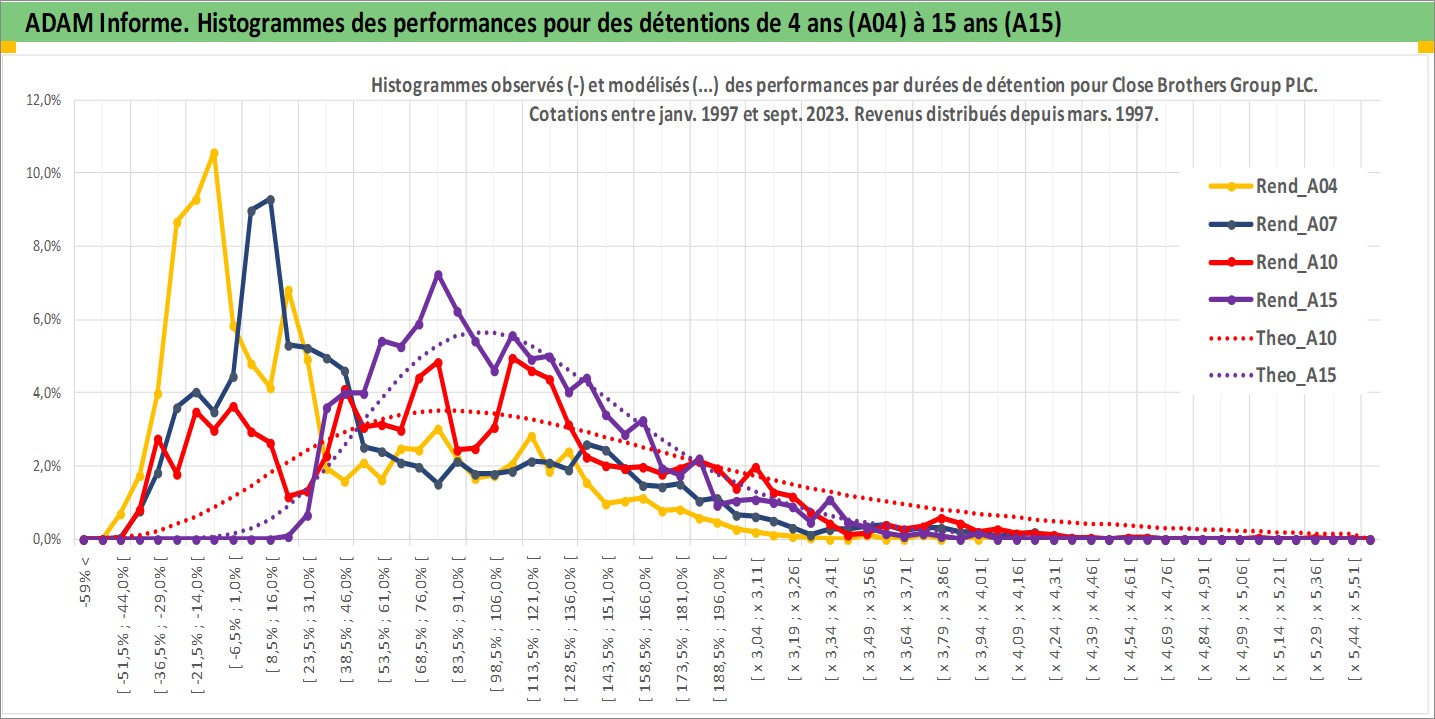 ADAM Informe. Histogrammes des performances pour des détentions de 4 ans (A04) à 15 ans (A15)
Histogrammes observés (-) et modélisés (...) des performances par durées de détention pour Close Brothers Group PLC.
Cotations entre janv. 1997 et sept. 2023. Revenus distribués depuis mars. 1997.
12,0%
10,0%
8,0%
6,0%
4,0%
2,0%
0,0%
Rend_A04
Rend_A07
Rend_A10
Rend_A15
Theo_A10
Theo_A15
-59% <
[ -51,5% ; -44,0% [
[ -36,5% ; -29,0% [
[ -21,5% ; -14,0% [
[ -6,5% ; 1,0% [
[ 8,5% ; 16,0% [
[ 23,5% ; 31,0% [
[ 38,5% ; 46,0% [
[ 53,5% ; 61,0% [
[ 68,5% ; 76,0% [
[ 83,5% ; 91,0% [
[ 98,5% ; 106,0% [
[ 113,5% ; 121,0% [
[ 128,5% ; 136,0% [
[ 143,5% ; 151,0% [
[ 158,5% ; 166,0% [
[ 173,5% ; 181,0% [
[ 188,5% ; 196,0% [
[ x 3,04 ; x 3,11 [
[ x 3,19 ; x 3,26 [
[ x 3,34 ; x 3,41 [
[ x 3,49 ; x 3,56 [
[ x 3,64 ; x 3,71 [
[ x 3,79 ; x 3,86 [
[ x 3,94 ; x 4,01 [
[ x 4,09 ; x 4,16 [
[ x 4,24 ; x 4,31 [
[ x 4,39 ; x 4,46 [
[ x 4,54 ; x 4,61 [
[ x 4,69 ; x 4,76 [
[ x 4,84 ; x 4,91 [
[ x 4,99 ; x 5,06 [
[ x 5,14 ; x 5,21 [
[ x 5,29 ; x 5,36 [
[ x 5,44 ; x 5,51 [